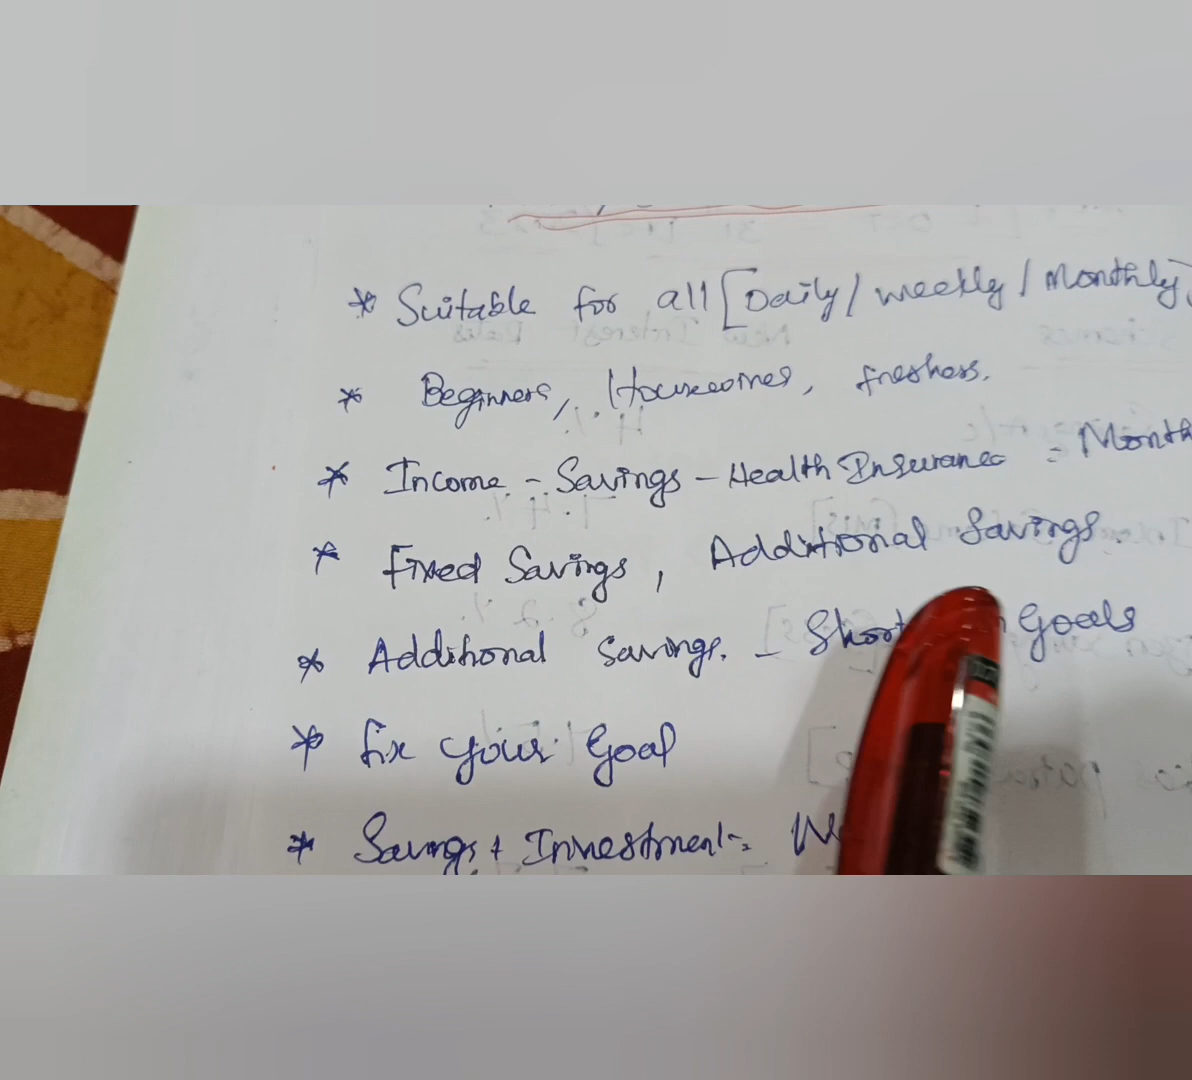 * Suitable for all [Daily / weekly / Monthly]
* Beginners, Housewives, freshers.
* Income - Savings - Health Insurance = Month
* Fixed Savings, Additional Savings.
* Additional Savings. - Short Goals
* fix your Goal
* Savings + Investment =